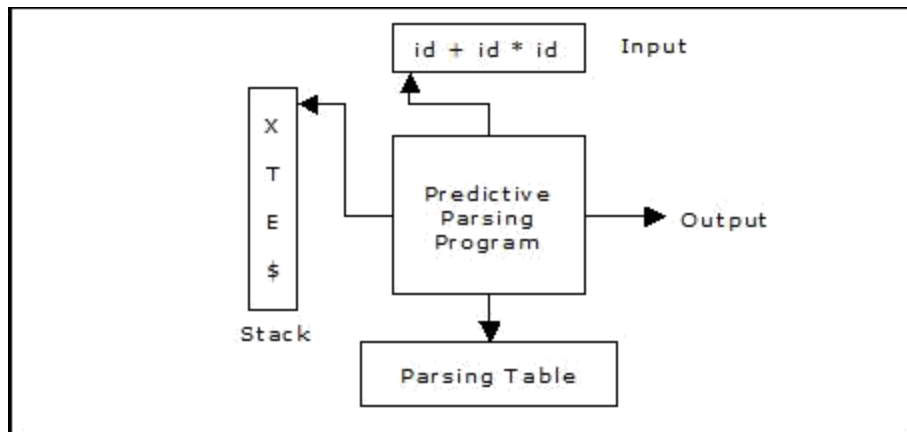 id + id * id
Input
X
T
E
$
Stack
Predictive
Parsing
Program
Output
Parsing Table